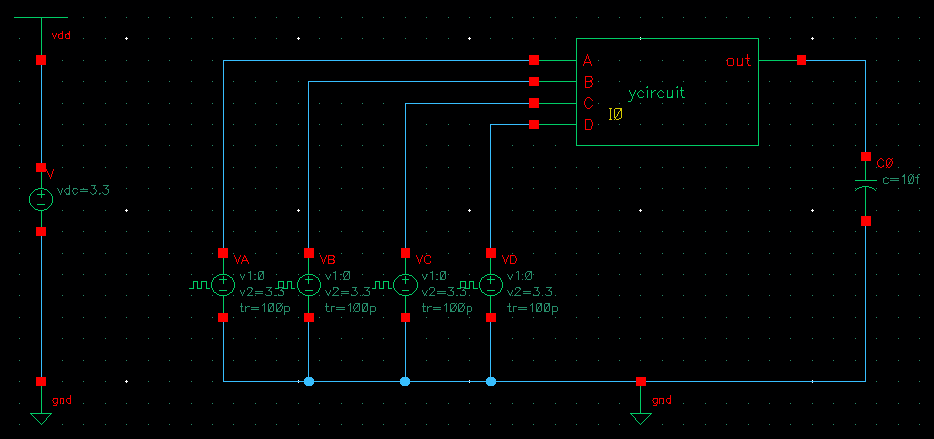 vdd
A
out
B
ycircuit
C
I0
D
C0
c=10f
V
vdc=3.3
VA
VB
VC
VD
v1:0
v1:0
v1:0
v1:0
v2=3.3
v2=3.3
v2=3.3
v2=3.3
tr=100p
tr=100p
tr=100p
tr=100p
gnd
gnd